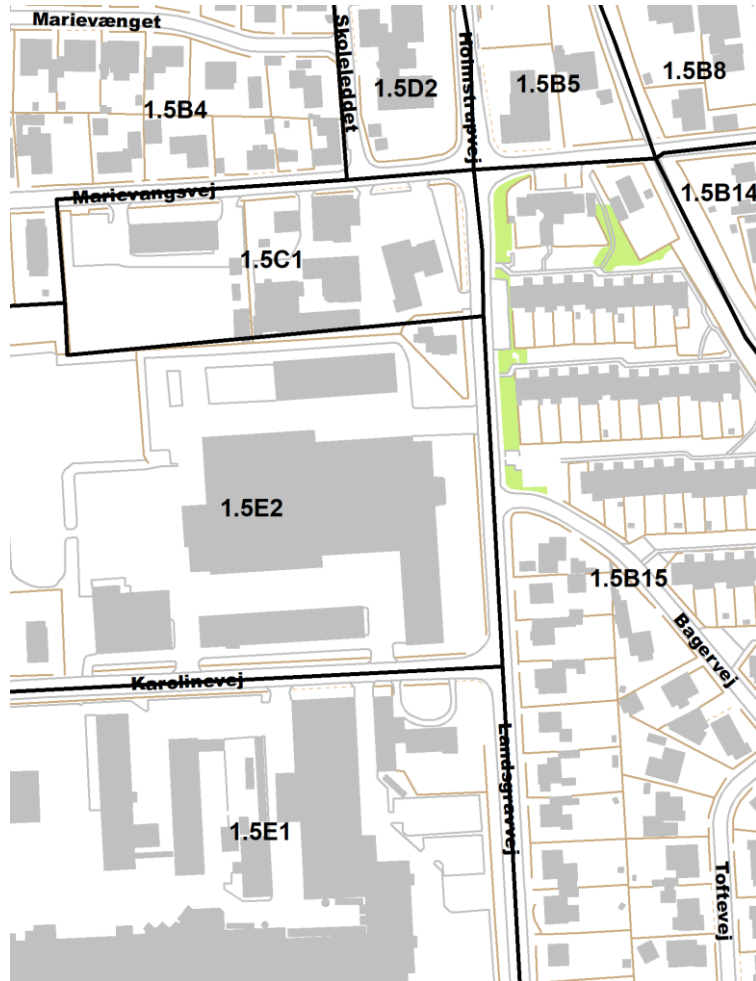 Marievænget
Skoleleddet
Holmstrupvej
1.5B8
1.5D2
1.5B5
1.5B4
Marievangsvej
1.5B14
1.5C1
1.5E2
1.5B15
Bagervej
Karolinevej
Landsgravvej
1.5E1
Toftevej